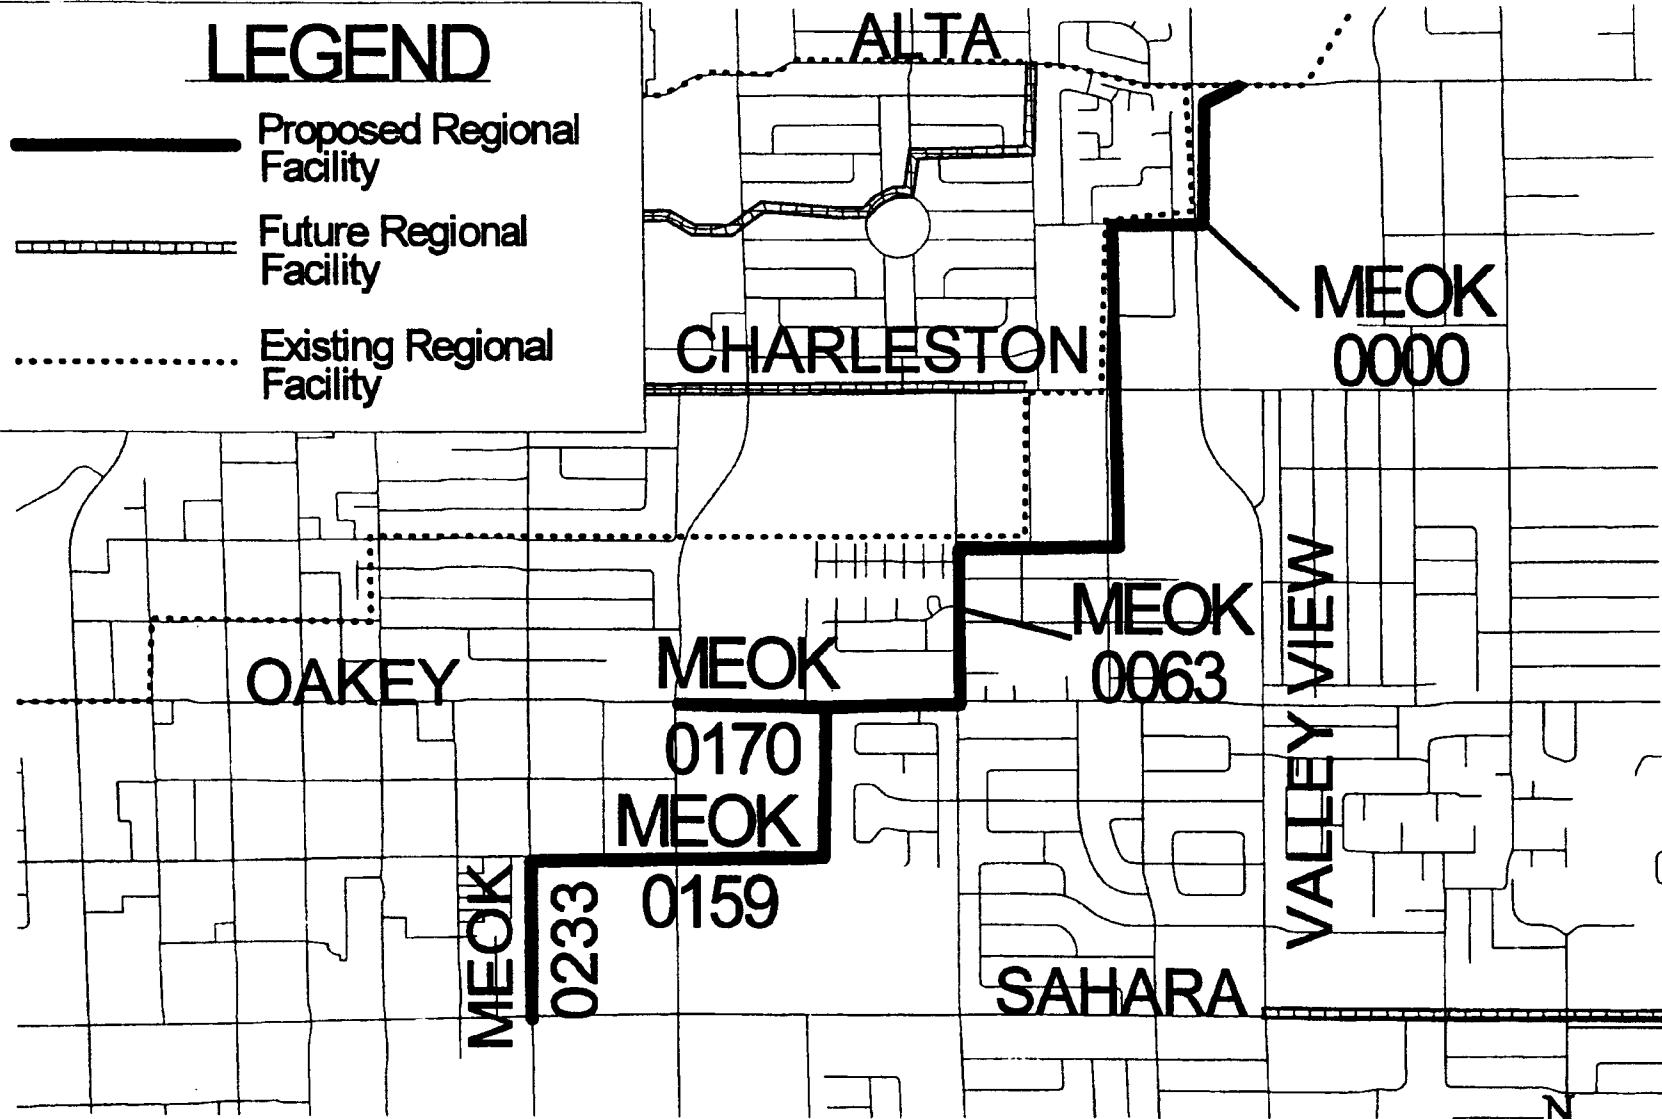 LEGEND
Proposed Regional
Facility
Future Regional
Facility
Existing Regional
Facility
ALTA
MEOK
0000
CHARLESTON
MEOK
0063
VALLEY VIEW
OAKEY
MEOK
0170
MEOK
0159
MEOK
0233
SAHARA
N